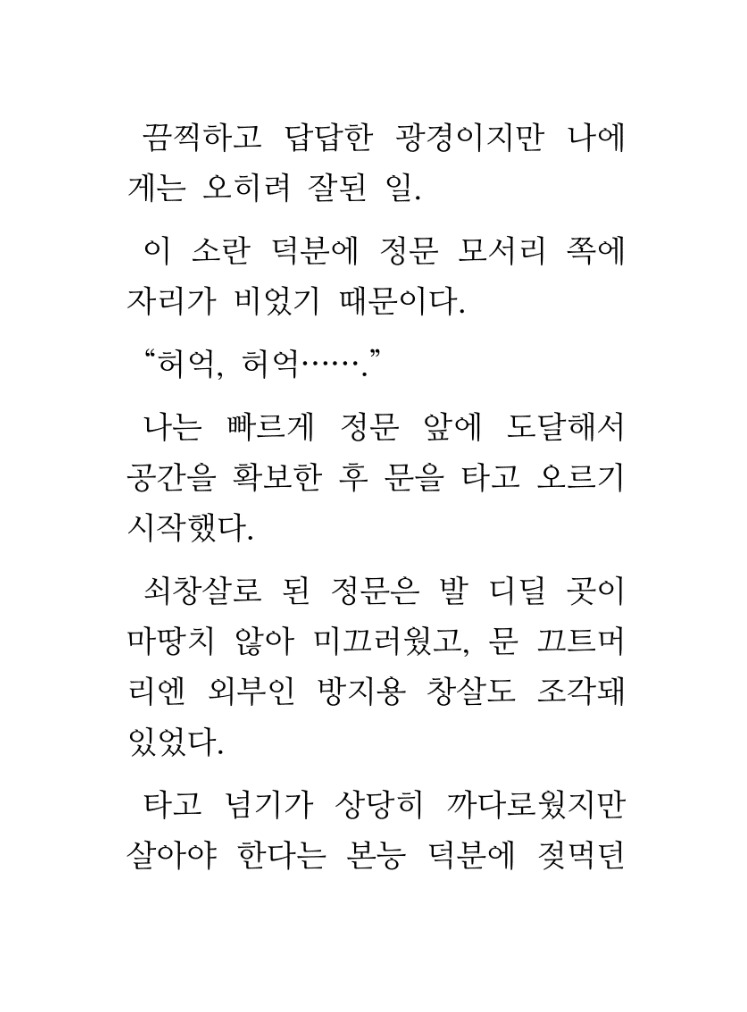 끔찍하고 답답한 광경이지만 나에
게는 오히려 잘된 일.
이 소란 덕분에 정문 모서리 쪽에
자리가 비었기 때문이다.
“허억, 허억…….”
나는 빠르게 정문 앞에 도달해서
공간을 확보한 후 문을 타고 오르기
시작했다.
쇠창살로 된 정문은 발 디딜 곳이
마땅치 않아 미끄러웠고, 문 끄트머
리엔 외부인 방지용 창살도 조각돼
있었다.
타고 넘기가 상당히 까다로웠지만
살아야 한다는 본능 덕분에 젖먹던